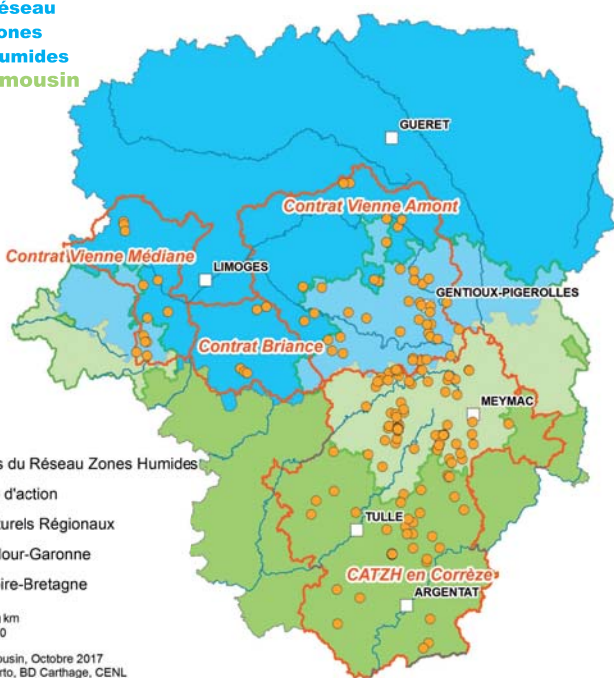 éseau
ones
umides
mousin
GUERET
Contrat Vienne Amont
Contrat Vienne Médiane
LIMOGES
GENTIOUX-PIGEROLLES
Contrat Briance
MEYMAC
s du Réseau Zones Humides
d'action
turels Régionaux
TULLE
dour-Garonne
CATZH en Corrèze
oire-Bretagne
ARGENTAT
km
0
ousin, Octobre 2017
rto, BD Carthage, CENL